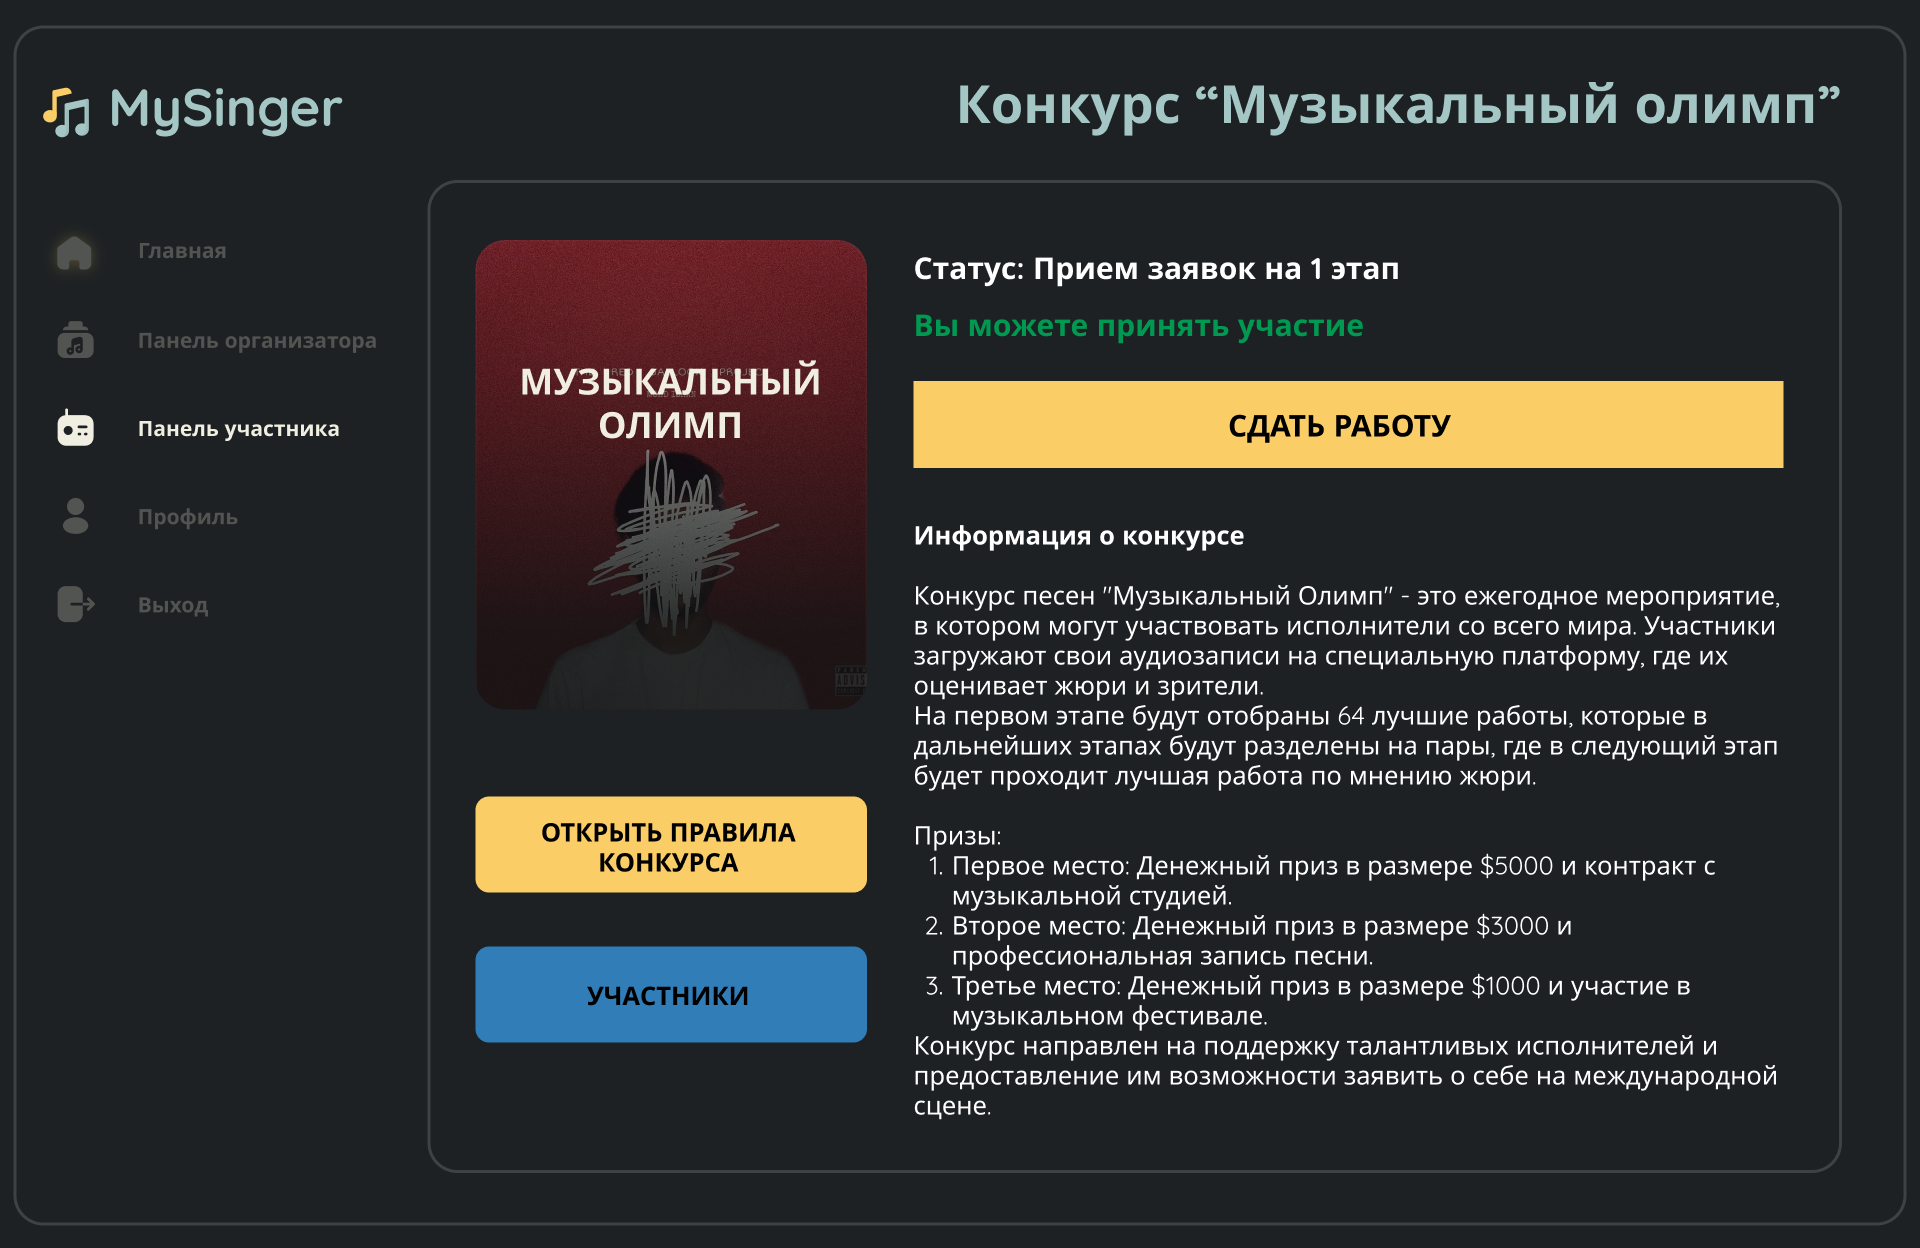 MySinger
Конкурс “Музыкальный олимп”
Главная
Панель организатора
Панель участника
Профиль
Выход
МУЗЫКАЛЬНЫЙ
ОЛИМП
ОТКРЫТЬ ПРАВИЛА
КОНКУРСА
УЧАСТНИКИ
Статус: Прием заявок на 1 этап
Вы можете принять участие
СДАТЬ РАБОТУ
Информация о конкурсе
Конкурс песен "Музыкальный Олимп" - это ежегодное мероприятие,
в котором могут участвовать исполнители со всего мира. Участники
загружают свои аудиозаписи на специальную платформу, где их
оценивает жюри и зрители.
На первом этапе будут отобраны 64 лучшие работы, которые в
дальнейших этапах будут разделены на пары, где в следующий этап
будет проходит лучшая работа по мнению жюри.
Призы:
1. Первое место: Денежный приз в размере $5000 и контракт с
музыкальной студией.
2. Второе место: Денежный приз в размере $3000 и
профессиональная запись песни.
3. Третье место: Денежный приз в размере $1000 и участие в
музыкальном фестивале.
Конкурс направлен на поддержку талантливых исполнителей и
предоставление им возможности заявить о себе на международной
сцене.